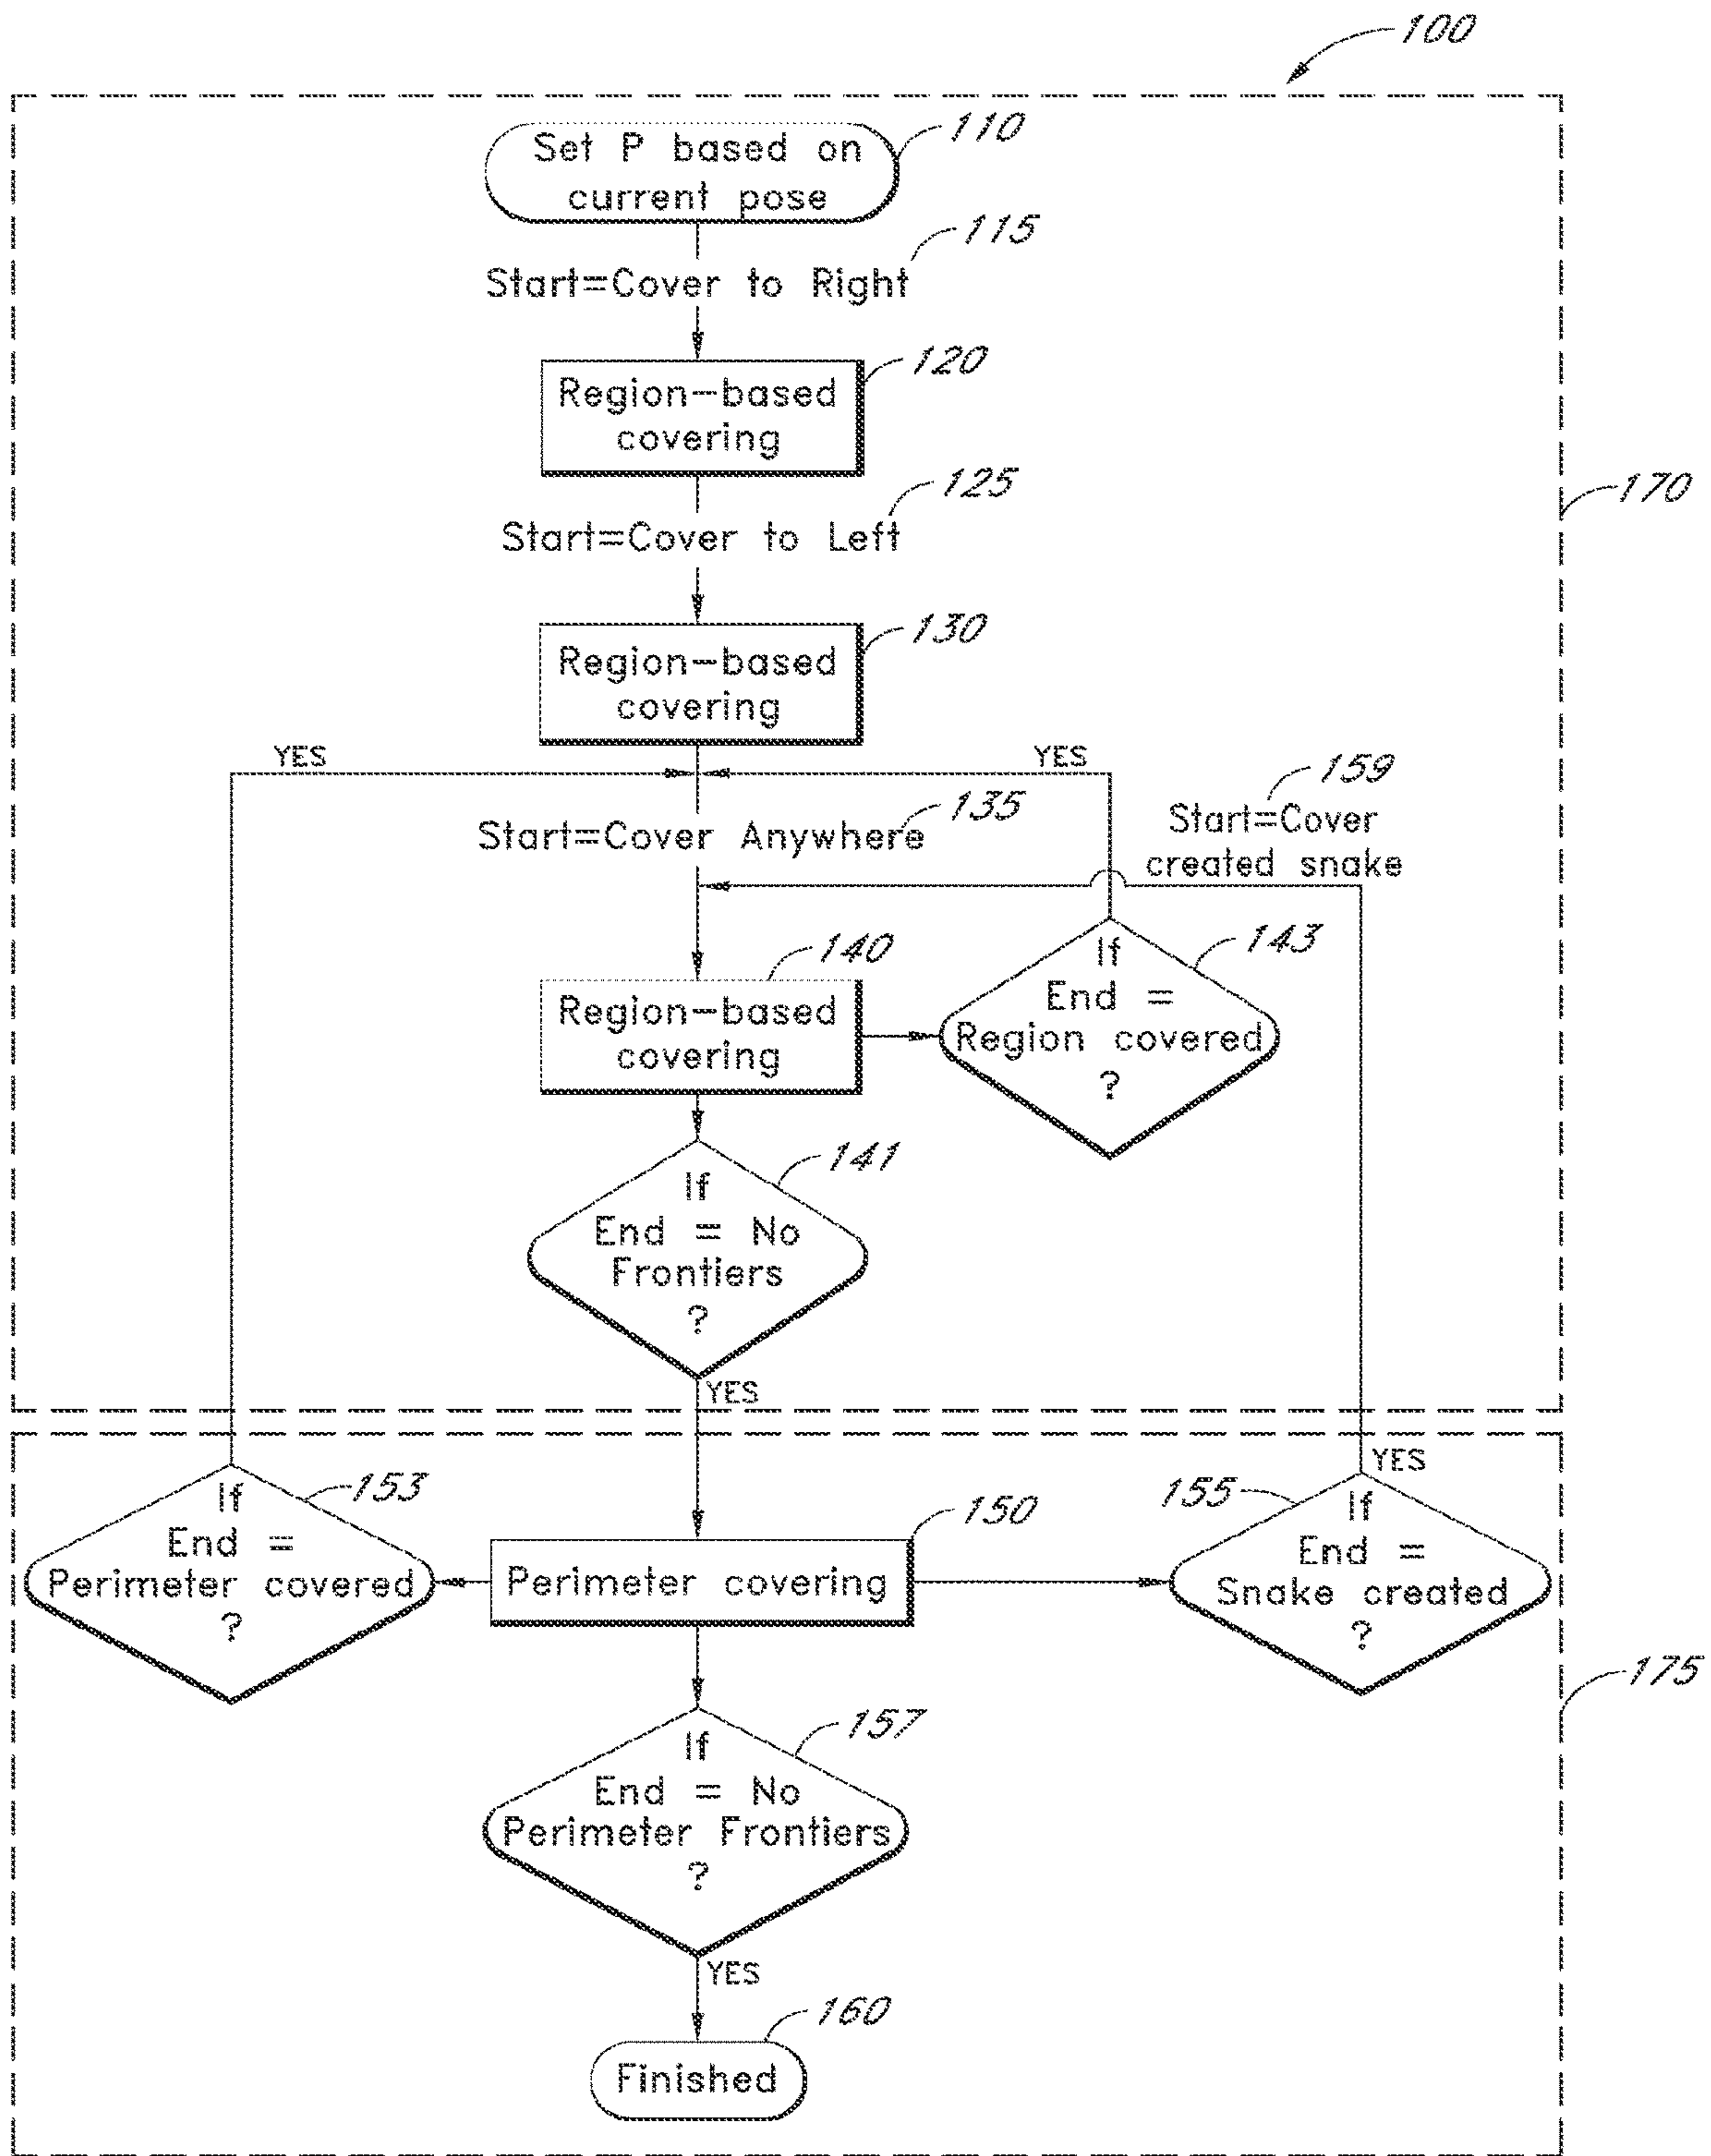 100
110
Set P based on
current pose
115
Start=Cover to Right
120
Region-based
covering
125
Start=Cover to Left
170
130
Region-based
covering
YES
YES
159
Start=Cover
created snake
135
Start=Cover Anywhere
140
Region-based
covering
143
If
End =
Region covered
?
141
If
End = No
Frontiers
?
YES
153
If
End =
Perimeter covered
?
150
Perimeter covering
YES
155
If
End =
Snake created
?
175
157
If
End = No
Perimeter Frontiers
?
YES
160
Finished